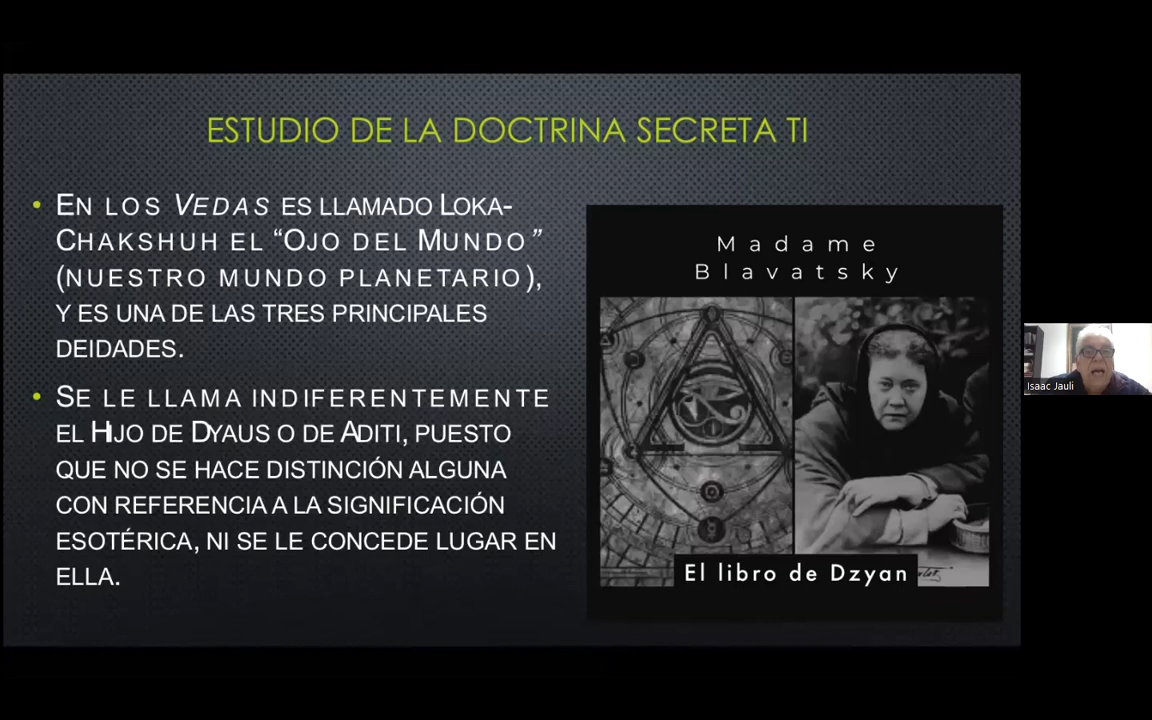 ESTUDIO DE LA DOCTRINA SECRETA TI
• EN LOS VEDAS ES LLAMADO LOKA-
CHAKSHUH EL “OJO DEL MUNDO”
(NUESTRO MUNDO PLANETARIO),
Y ES UNA DE LAS TRES PRINCIPALES
DEIDADES.
• SE LE LLAMA INDIFERENTEMENTE
EL HIJO DE DYAUS O DE ADITI, PUESTO
QUE NO SE HACE DISTINCIÓN ALGUNA
CON REFERENCIA A LA SIGNIFICACIÓN
ESOTÉRICA, NI SE LE CONCEDE LUGAR EN
ELLA.
Madame
Blavatsky
El libro de Dzyan
Isaac Jauli